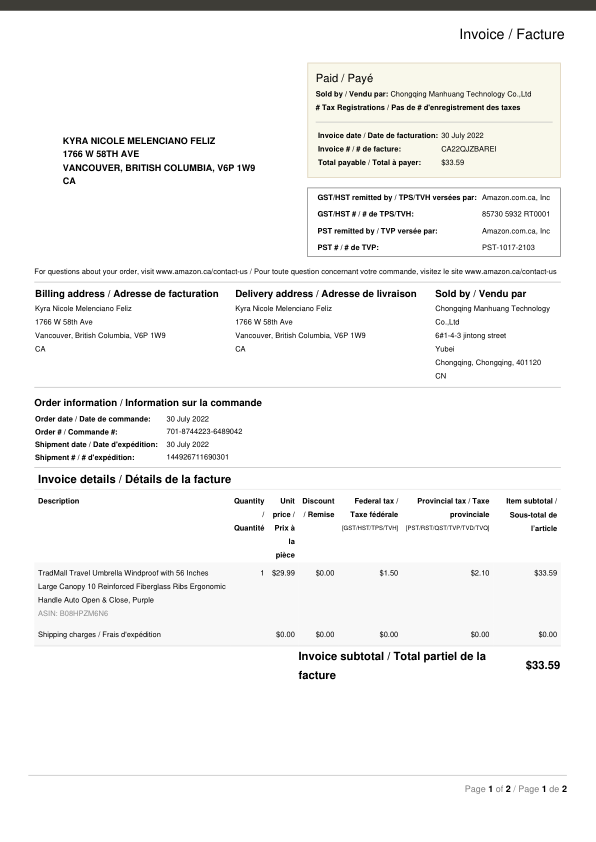 Invoice / Facture
Paid / Payé
Sold by / Vendu par: Chongqing Manhuang Technology Co.,Ltd
# Tax Registrations / Pas de # d'enregistrement des taxes
Invoice date / Date de facturation: 30 July 2022
Invoice # / # de facture: CA22QJZBAREI
Total payable / Total à payer: $33.59
KYRA NICOLE MELENCIANO FELIZ
1766 W 58TH AVE
VANCOUVER, BRITISH COLUMBIA, V6P 1W9
CA
GST/HST remitted by / TPS/TVH versées par: Amazon.com.ca, Inc
GST/HST # / # de TPS/TVH: 85730 5932 RT0001
PST remitted by / TVP versée par: Amazon.com.ca, Inc
PST # / # de TVP: PST-1017-2103
For questions about your order, visit www.amazon.ca/contact-us / Pour toute question concernant votre commande, visitez le site www.amazon.ca/contact-us
Billing address / Adresse de facturation
Kyra Nicole Melenciano Feliz
1766 W 58th Ave
Vancouver, British Columbia, V6P 1W9
CA
Delivery address / Adresse de livraison
Kyra Nicole Melenciano Feliz
1766 W 58th Ave
Vancouver, British Columbia, V6P 1W9
CA
Sold by / Vendu par
Chongqing Manhuang Technology
Co.,Ltd
6#1-4-3 jintong street
Yubei
Chongqing, Chongqing, 401120
CN
Order information / Information sur la commande
Order date / Date de commande: 30 July 2022
Order # / Commande #: 701-8744223-6489042
Shipment date / Date d'expédition: 30 July 2022
Shipment # / # d'expédition: 144926711690301
Invoice details / Détails de la facture
Description
Quantity
/
Quantité
Unit
price /
Prix à
la
pièce
Discount
/ Remise
Federal tax /
Taxe fédérale
[GST/HST/TPS/TVH]
Provincial tax / Taxe
provinciale
[PST/RST/QST/TVP/TVD/TVQ]
Item subtotal /
Sous-total de
l'article
TradMall Travel Umbrella Windproof with 56 Inches 1 $29.99 $0.00 $1.50 $2.10 $33.59
Large Canopy 10 Reinforced Fiberglass Ribs Ergonomic
Handle Auto Open & Close, Purple
ASIN: B08HPZM6N6
Shipping charges / Frais d'expédition $0.00 $0.00 $0.00 $0.00 $0.00
Invoice subtotal / Total partiel de la
facture
$33.59
Page 1 of 2 / Page 1 de 2